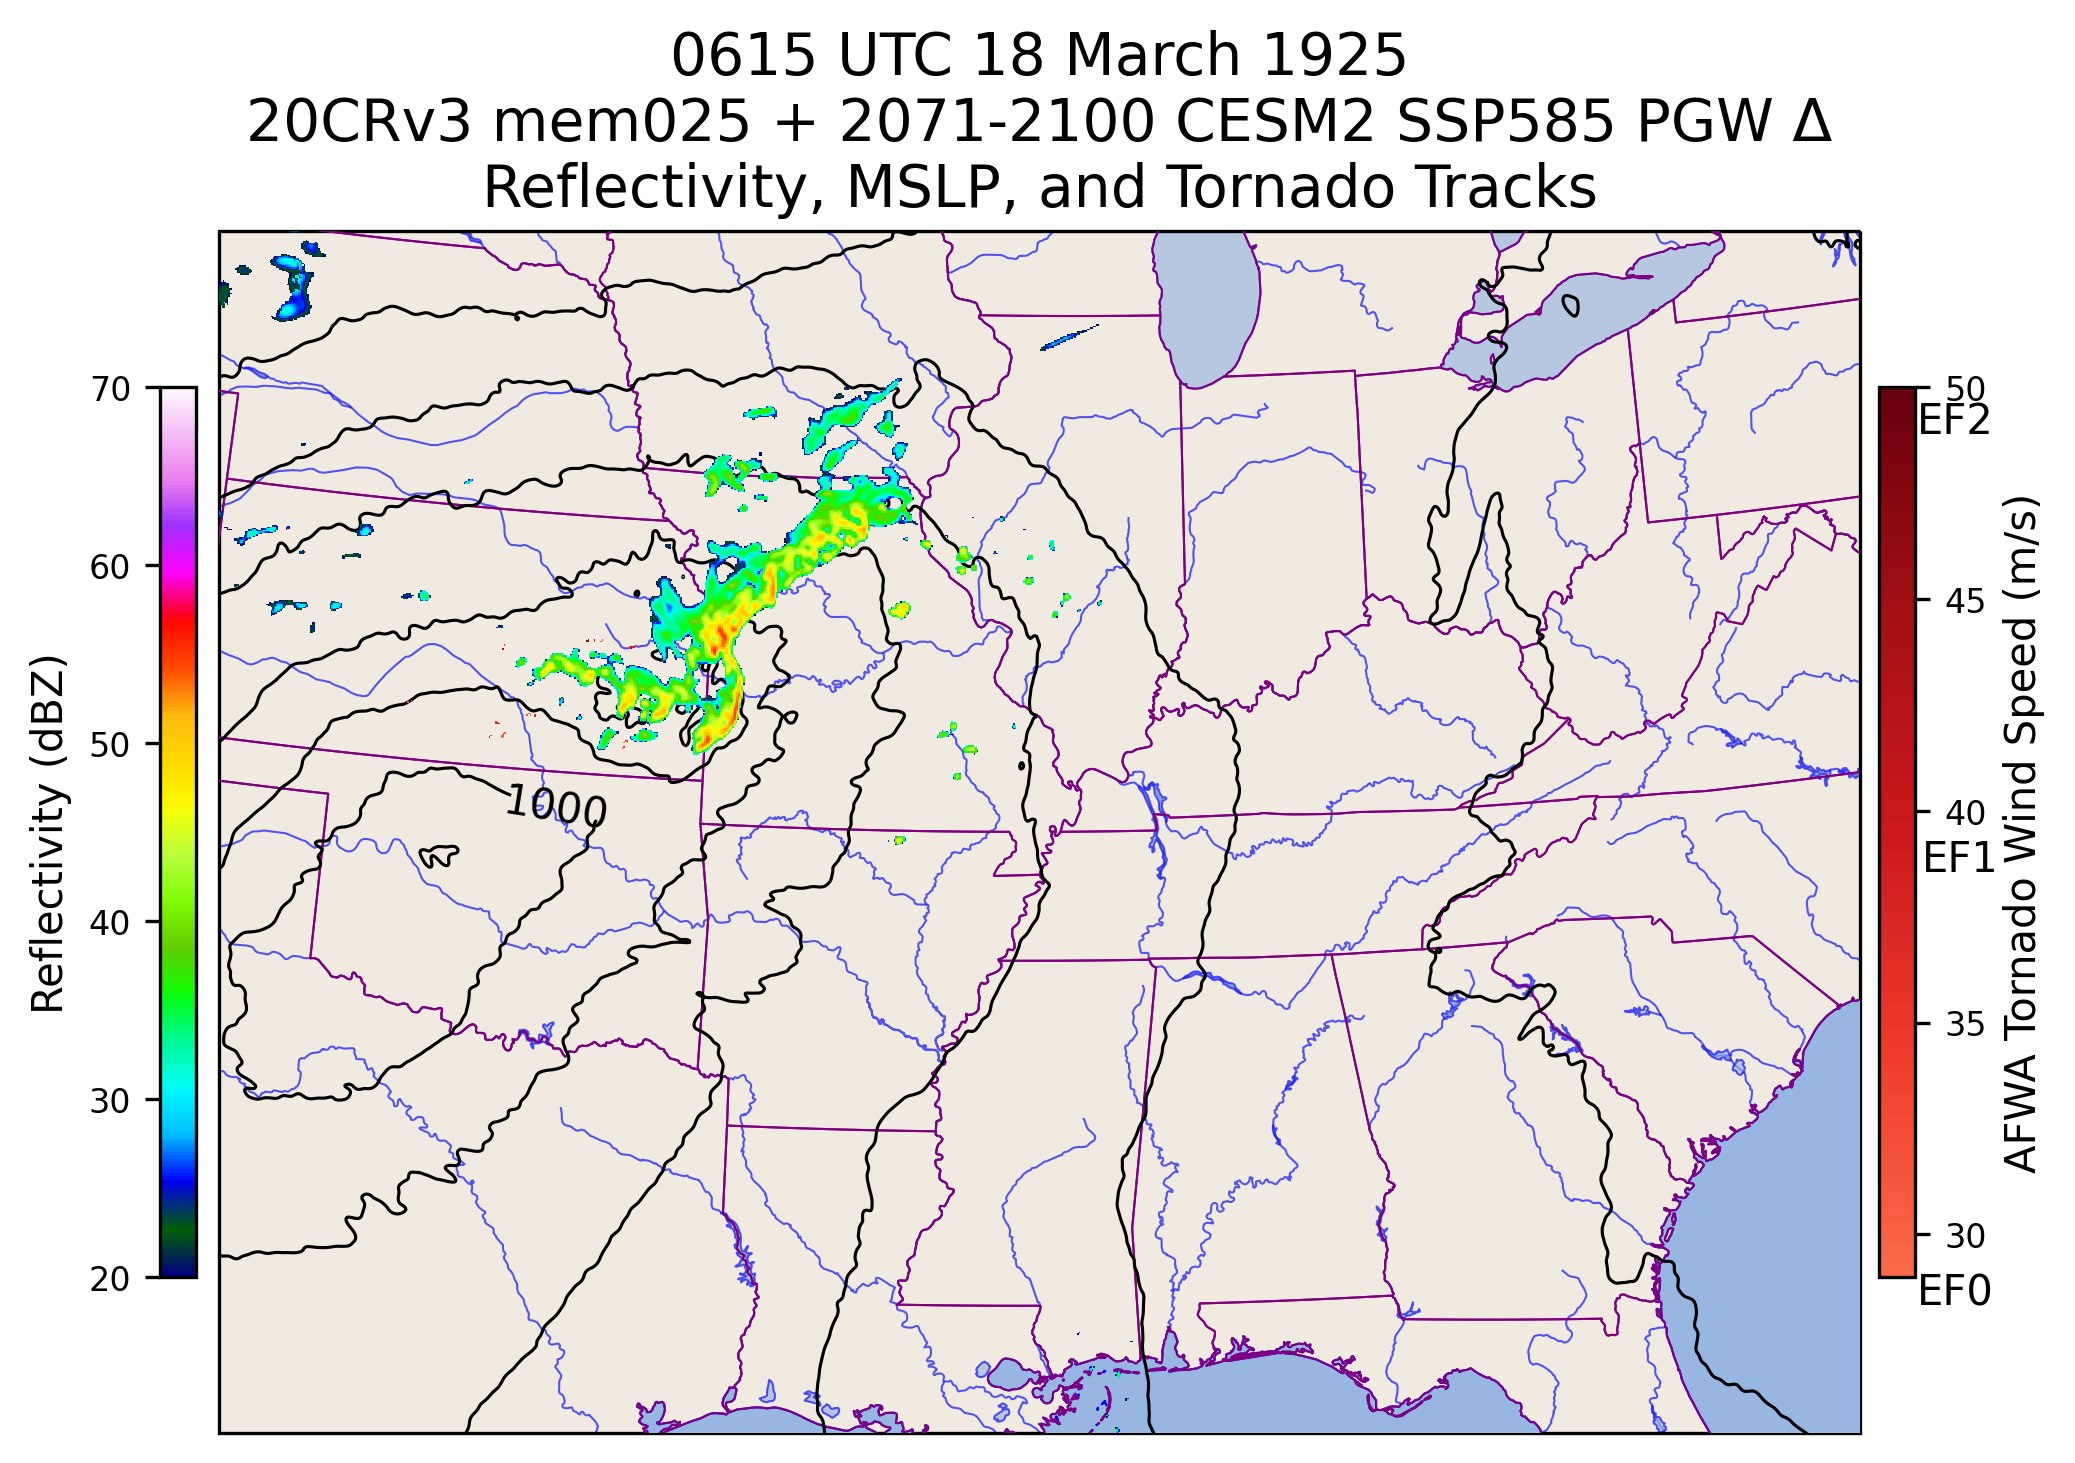 0615 UTC 18 March 1925
20CRv3 mem025 + 2071-2100 CESM2 SSP585 PGW Δ
Reflectivity, MSLP, and Tornado Tracks
Reflectivity (dBZ)
70
60
50
40
30
20
1000
50
EF2
45
40
EF1
35
30
EF0
AFWA Tornado Wind Speed (m/s)